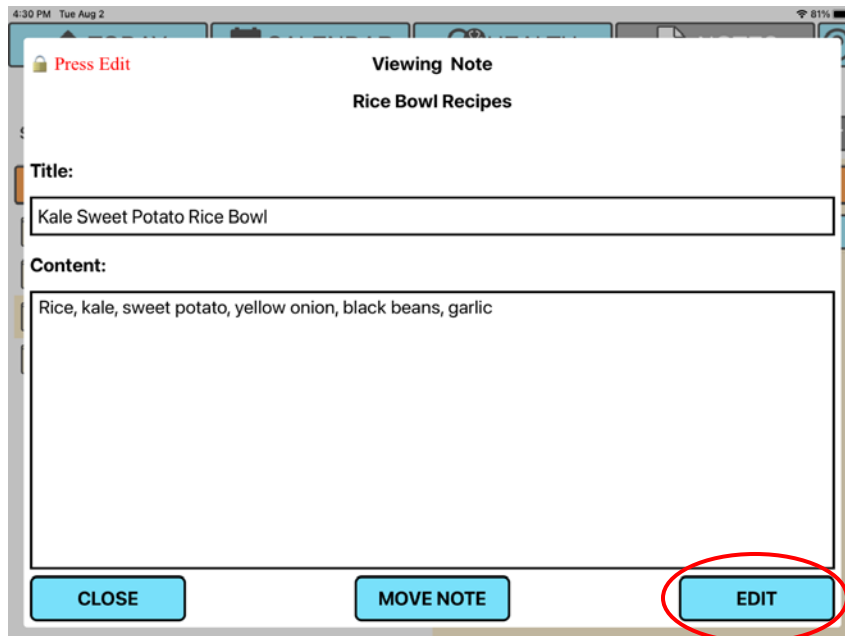 4:30 PM Tue Aug 2 81%
Press Edit
Viewing Note
Rice Bowl Recipes
Title:
Kale Sweet Potato Rice Bowl
Content:
Rice, kale, sweet potato, yellow onion, black beans, garlic
CLOSE MOVE NOTE EDIT